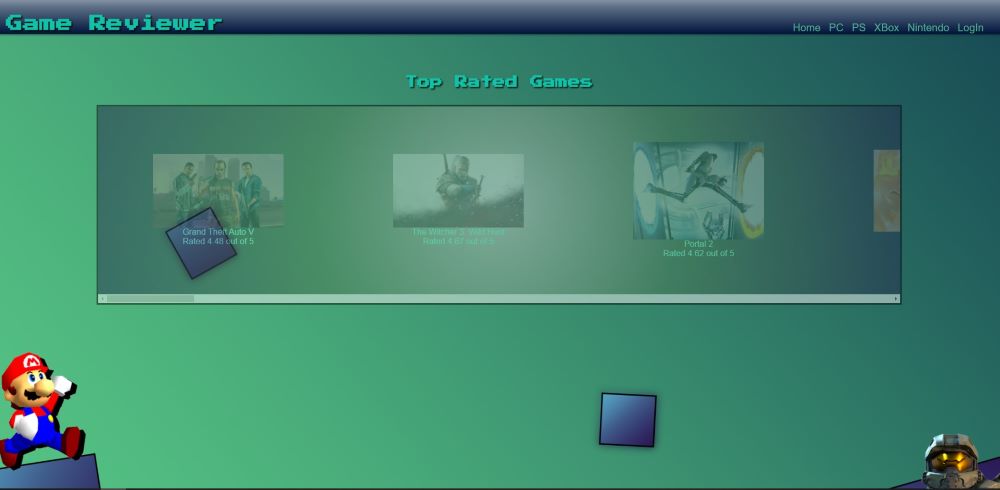 Game Reviewer
Home PC PS XBox Nintendo LogIn
Top Rated Games
Grand Theft Auto V
Rated 4.48 out of 5
The Witcher 3: Wild Hunt
Rated 4.67 out of 5
Portal 2
Rated 4.62 out of 5
M